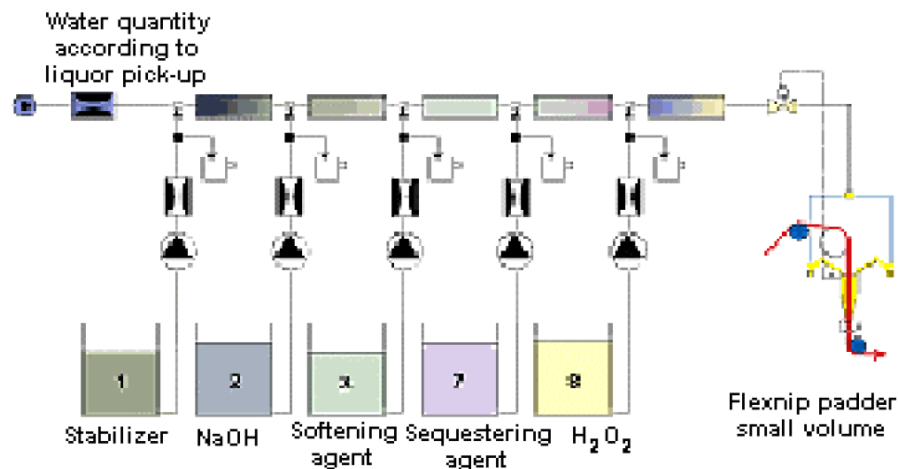 Water quantity
according to
liquor pick-up
1
2
7
Stabilizer
NaOH
Softening
agent
Sequestering
agent
H₂O₂
Flexnip padder
small volume